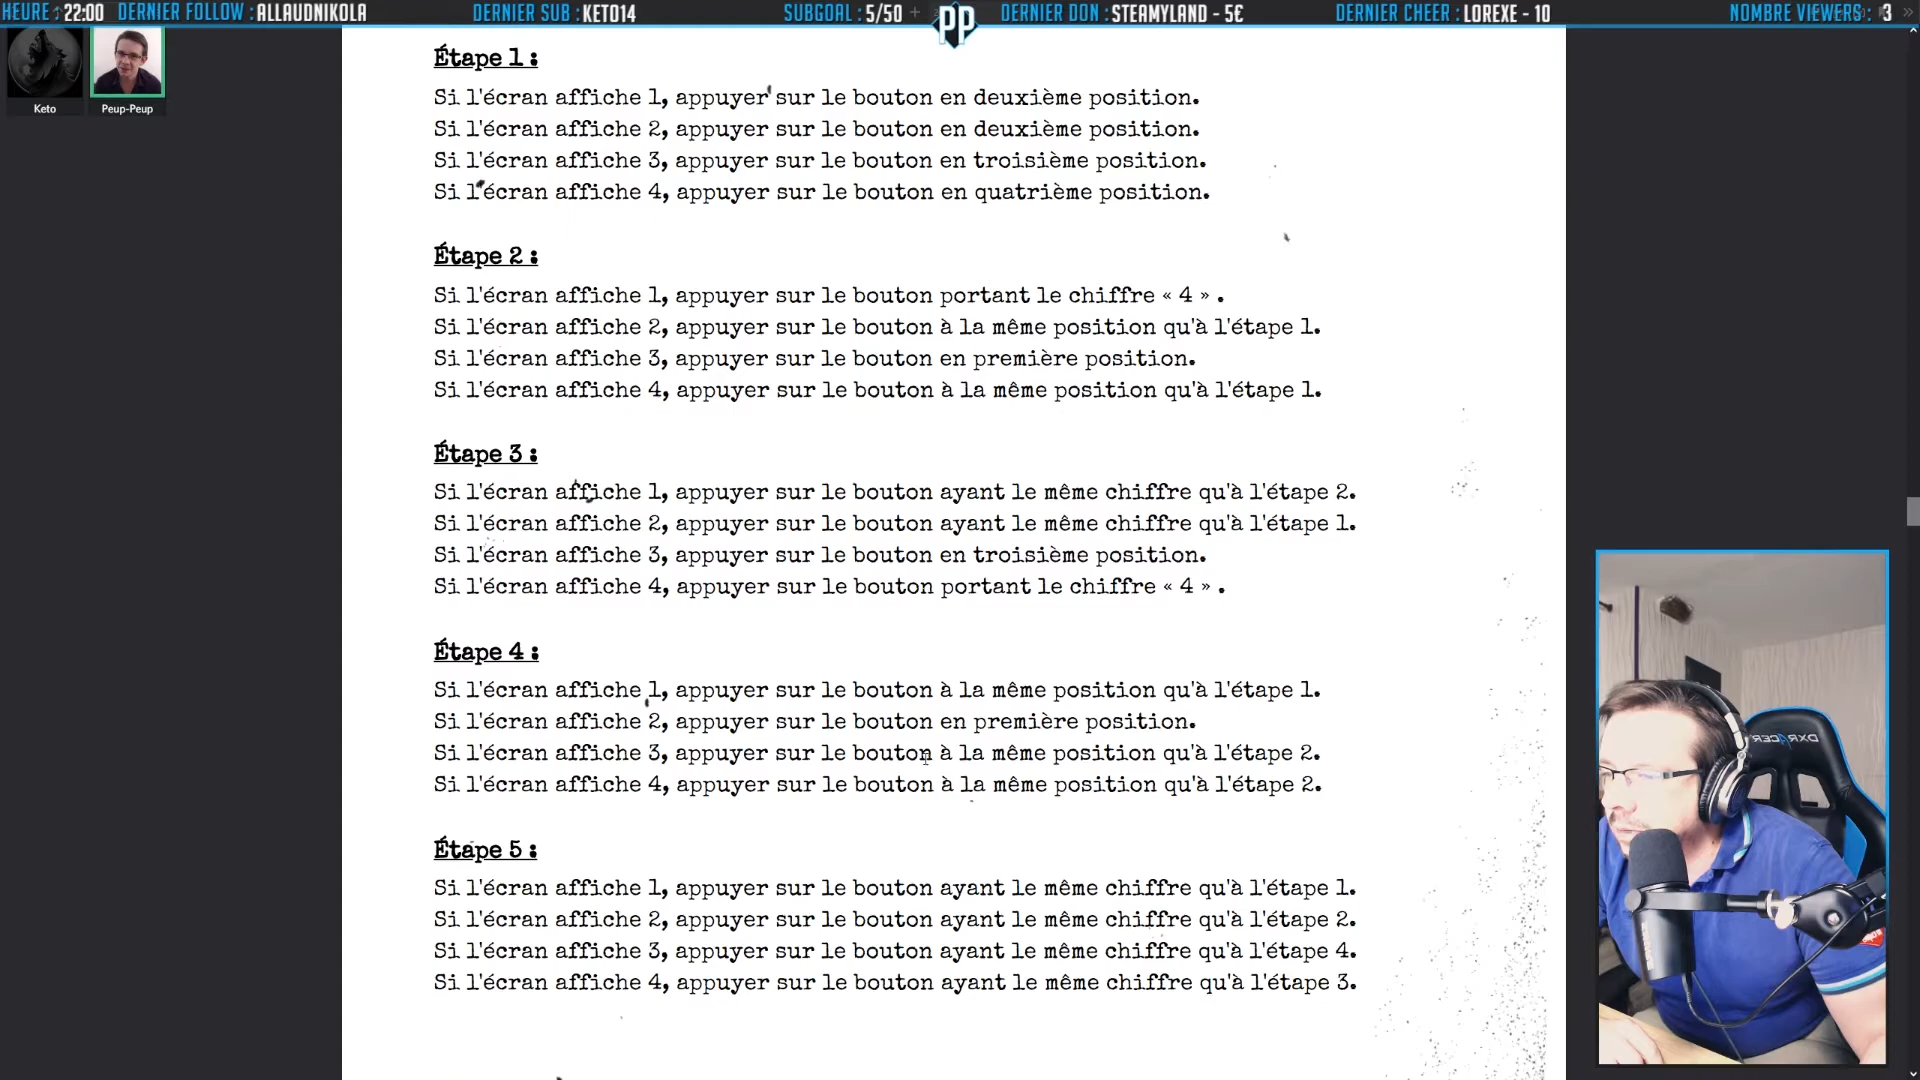 HEURE : 22:00 DERNIER FOLLOW : ALLAUDNIKOLA DERNIER SUB : KETO14 SUBGOAL : 5/50 PP DERNIER DON : STEAMYLAND - 5€ DERNIER CHEER : LOREXE - 10 NOMBRE VIEWERS : 3
Keto Peup-Peup
Étape 1 :
Si l'écran affiche 1, appuyer sur le bouton en deuxième position.
Si l'écran affiche 2, appuyer sur le bouton en deuxième position.
Si l'écran affiche 3, appuyer sur le bouton en troisième position.
Si l'écran affiche 4, appuyer sur le bouton en quatrième position.
Étape 2 :
Si l'écran affiche 1, appuyer sur le bouton portant le chiffre « 4 » .
Si l'écran affiche 2, appuyer sur le bouton à la même position qu'à l'étape 1.
Si l'écran affiche 3, appuyer sur le bouton en première position.
Si l'écran affiche 4, appuyer sur le bouton à la même position qu'à l'étape 1.
Étape 3 :
Si l'écran affiche 1, appuyer sur le bouton ayant le même chiffre qu'à l'étape 2.
Si l'écran affiche 2, appuyer sur le bouton ayant le même chiffre qu'à l'étape 1.
Si l'écran affiche 3, appuyer sur le bouton en troisième position.
Si l'écran affiche 4, appuyer sur le bouton portant le chiffre « 4 » .
Étape 4 :
Si l'écran affiche 1, appuyer sur le bouton à la même position qu'à l'étape 1.
Si l'écran affiche 2, appuyer sur le bouton en première position.
Si l'écran affiche 3, appuyer sur le bouton à la même position qu'à l'étape 2.
Si l'écran affiche 4, appuyer sur le bouton à la même position qu'à l'étape 2.
Étape 5 :
Si l'écran affiche 1, appuyer sur le bouton ayant le même chiffre qu'à l'étape 1.
Si l'écran affiche 2, appuyer sur le bouton ayant le même chiffre qu'à l'étape 2.
Si l'écran affiche 3, appuyer sur le bouton ayant le même chiffre qu'à l'étape 4.
Si l'écran affiche 4, appuyer sur le bouton ayant le même chiffre qu'à l'étape 3.
DXRACER